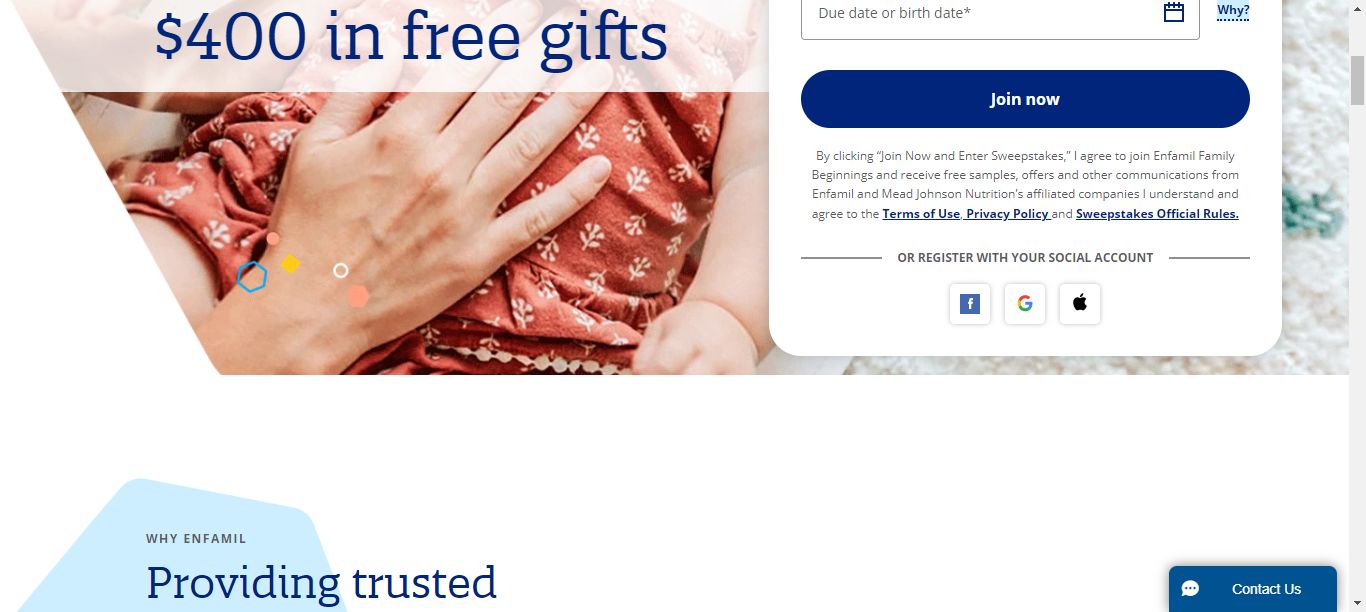 $400 in free gifts
Due date or birth date*
Why?
Join now
By clicking “Join Now and Enter Sweepstakes,” I agree to join Enfamil Family
Beginnings and receive free samples, offers and other communications from
Enfamil and Mead Johnson Nutrition's affiliated companies I understand and
agree to the Terms of Use, Privacy Policy and Sweepstakes Official Rules.
OR REGISTER WITH YOUR SOCIAL ACCOUNT
f
G
WHY ENFAMIL
Providing trusted
Contact Us